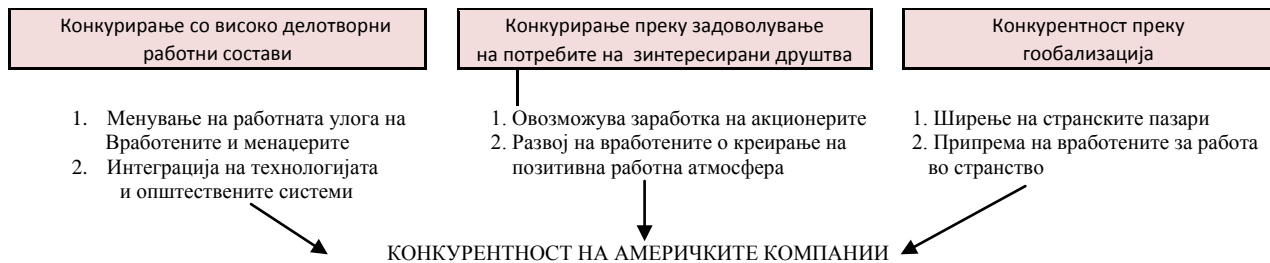 Конкурирање со високо делотворни
работни состави
Конкурирање преку задоволување
на потребите на зинтересирани друштва
Конкурентност преку
гообализација
1. Менување на работната улога на
Вработените и менаџерите
2. Интеграција на технологијата
и општествените системи
1. Овозможува заработка на акционерите
2. Развој на вработените о креирање на
позитивна работна атмосфера
1. Ширење на странските пазари
2. Припрема на вработените за работа
во странство
КОНКУРЕНТНОСТ НА АМЕРИЧКИТЕ КОМПАНИИ